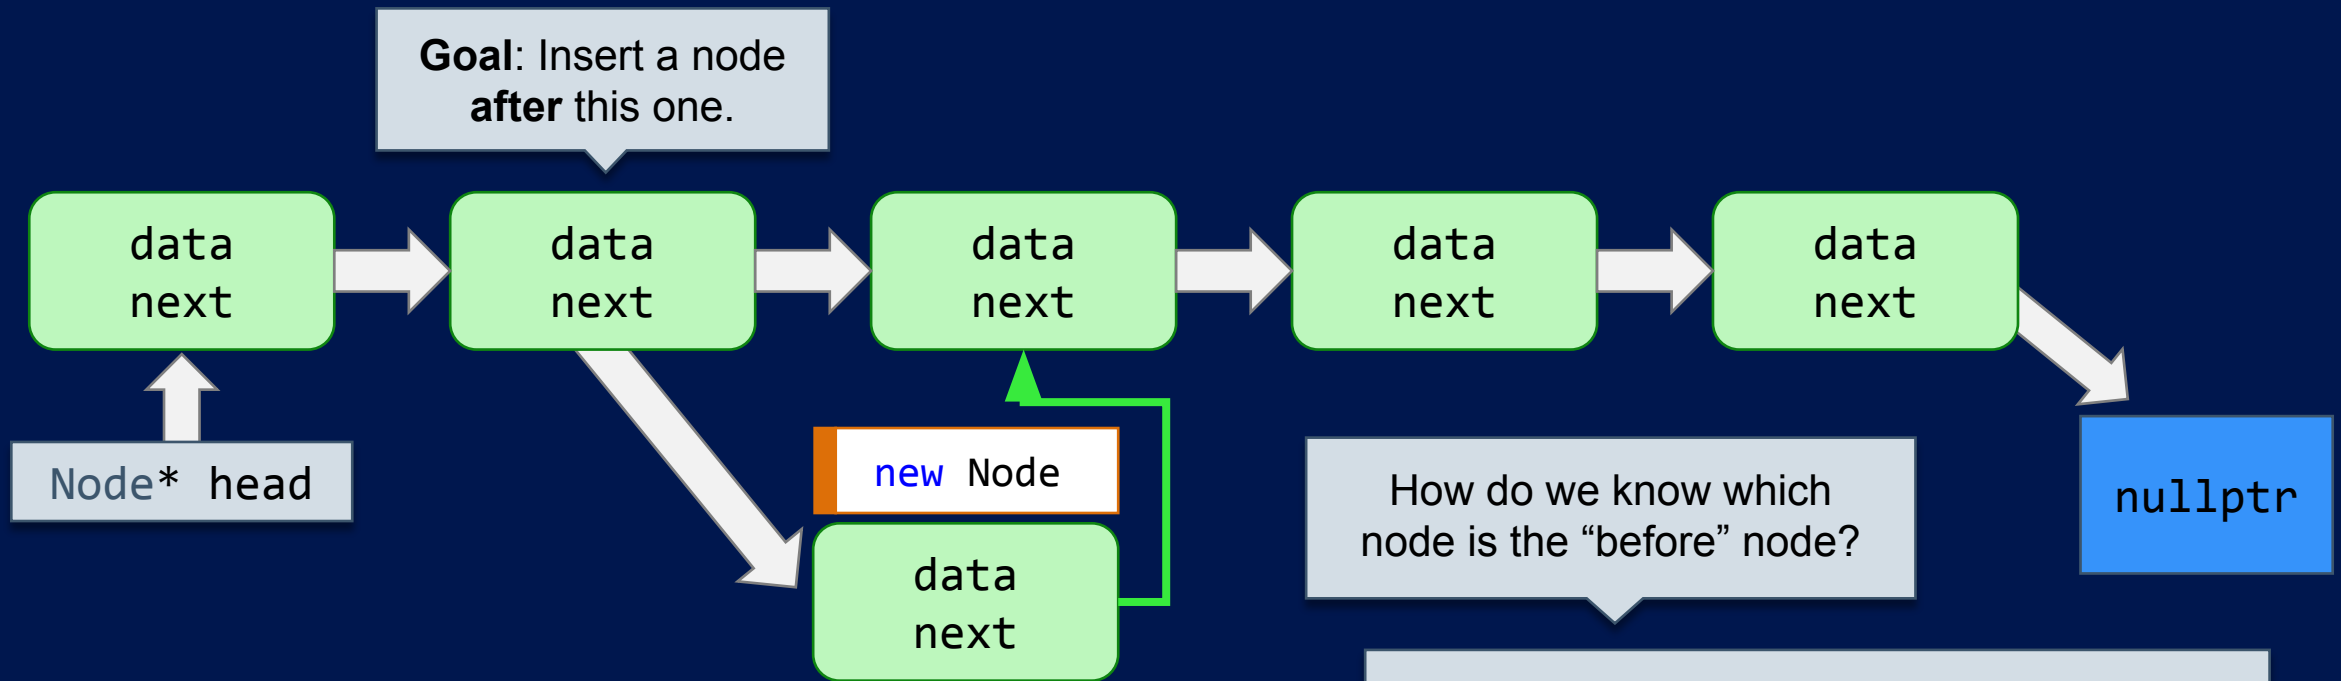 Goal: Insert a node
after this one.
data
next
data
next
data
next
data
next
data
next
Node* head
new Node
data
next
How do we know which
node is the “before” node?
nullptr